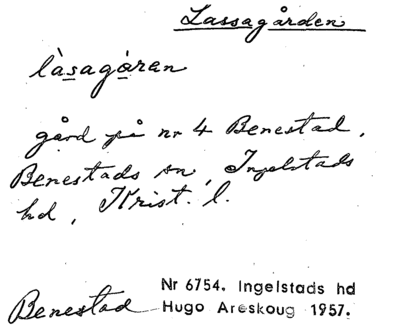 Lassagården
làsagåran
gård på nr 4 Benestad,
Benestads sn, Ingelstads
hd, Krist. l.
Nr 6754. Ingelstads hd
Benestad Hugo Areskoug 1957.